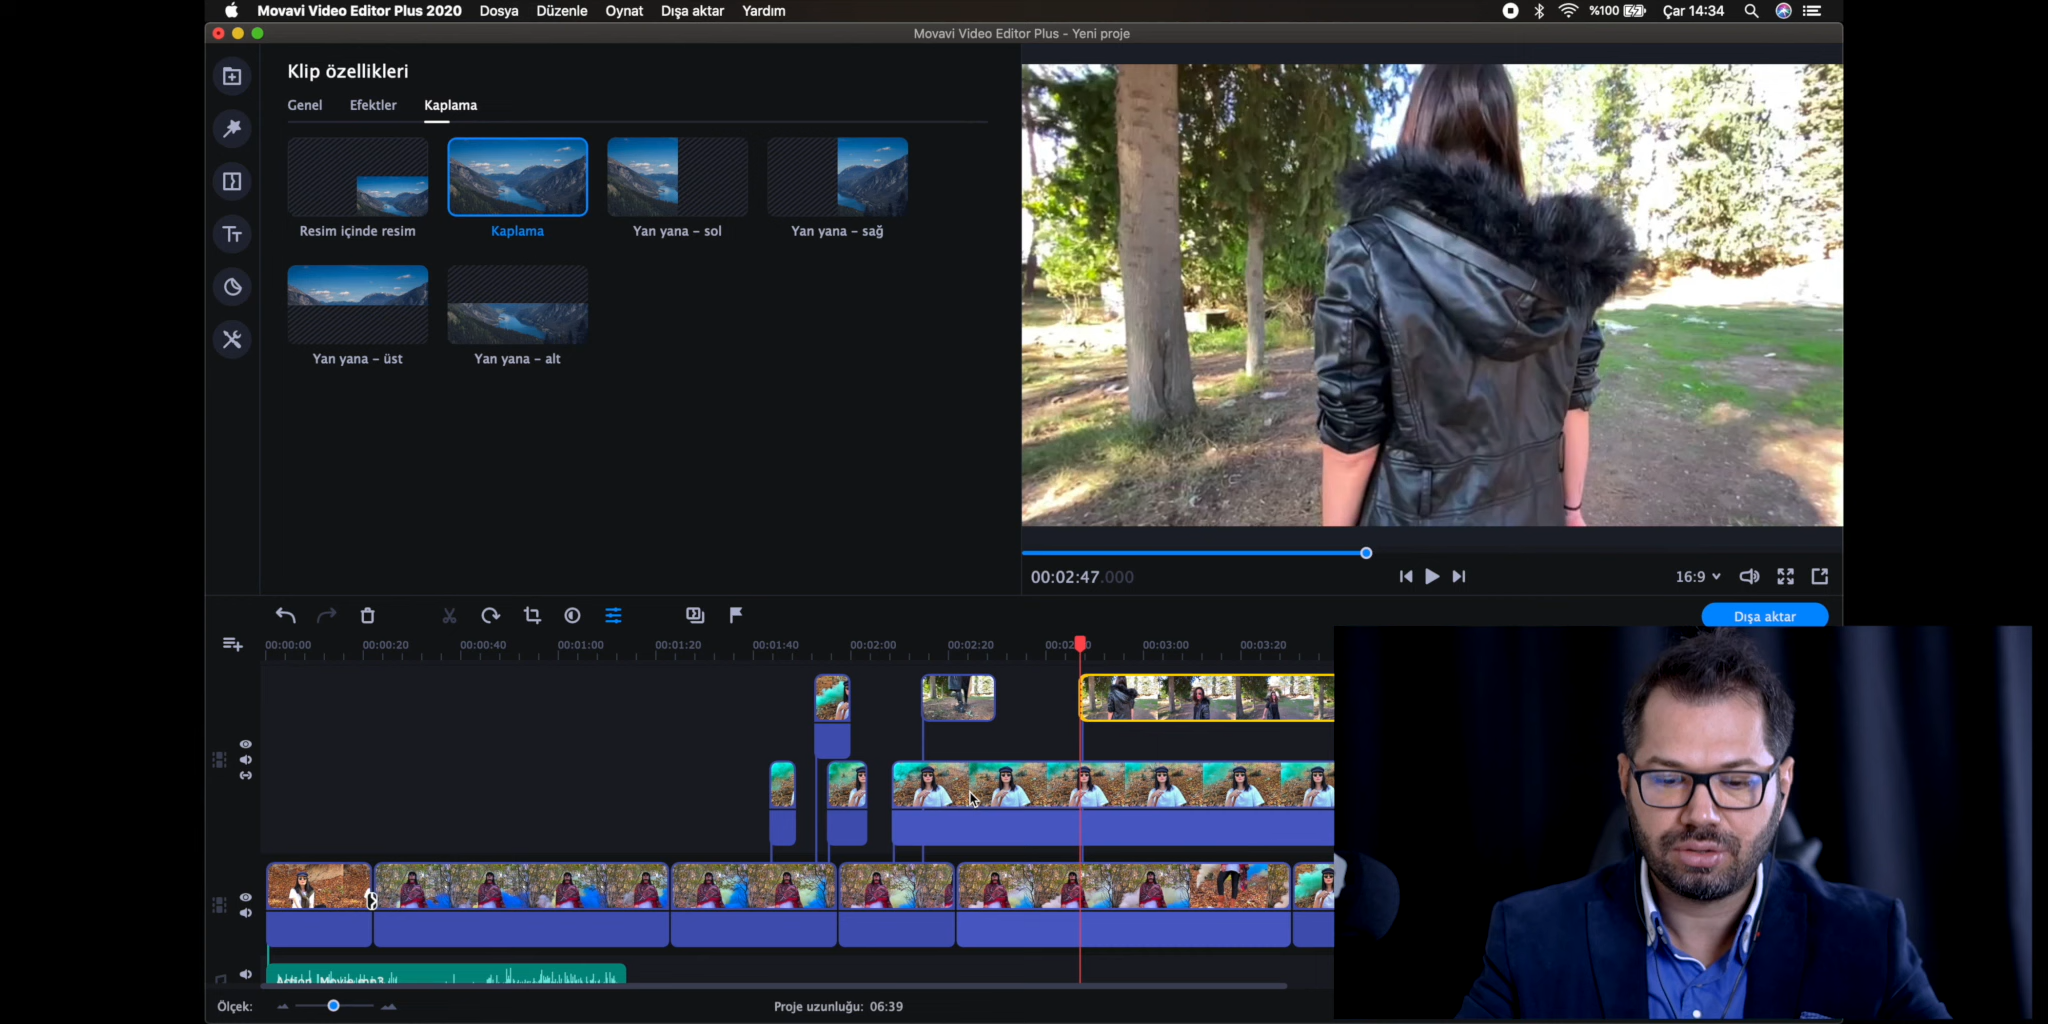 Movavi Video Editor Plus 2020 Dosya Düzenle Oynat Dışa aktar Yardım %100 Çar 14:34
Movavi Video Editor Plus - Yeni proje
Klip özellikleri
Genel Efektler Kaplama
Resim içinde resim Kaplama Yan yana - sol Yan yana - sağ
Yan yana - üst Yan yana - alt
00:02:47.000 16:9
Dışa aktar
00:00:00 00:00:20 00:00:40 00:01:00 00:01:20 00:01:40 00:02:00 00:02:20 00:03:00 00:03:20
Action_Movie.mp3
Ölçek: Proje uzunluğu: 06:39